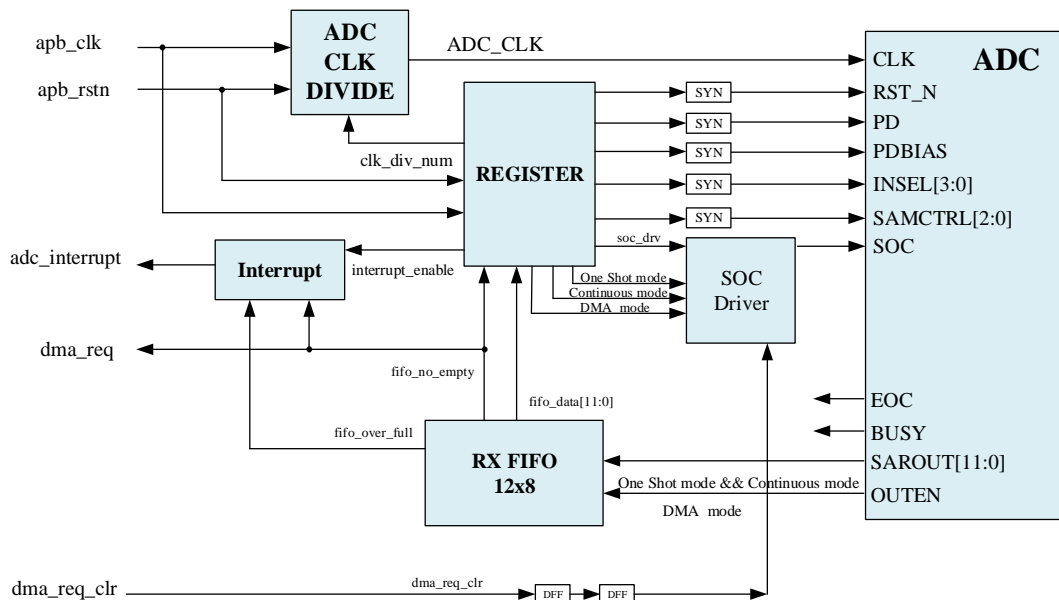 apb_clk
apb_rstn
ADC
CLK
DIVIDE
ADC_CLK
clk_div_num
REGISTER
SYN
SYN
SYN
SYN
SYN
ADC
CLK
RST_N
PD
PDBIAS
INSEL[3:0]
SAMCTRL[2:0]
SOC
soc_drv
One Shot mode
Continuous mode
DMA mode
SOC
Driver
adc_interrupt
Interrupt
interrupt_enable
dma_req
fifo_no_empty
fifo_data[11:0]
fifo_over_full
RX FIFO
12x8
EOC
BUSY
SAROUT[11:0]
One Shot mode && Continuous mode
OUTEN
DMA mode
dma_req_clr
dma_req_clr
DFF
DFF